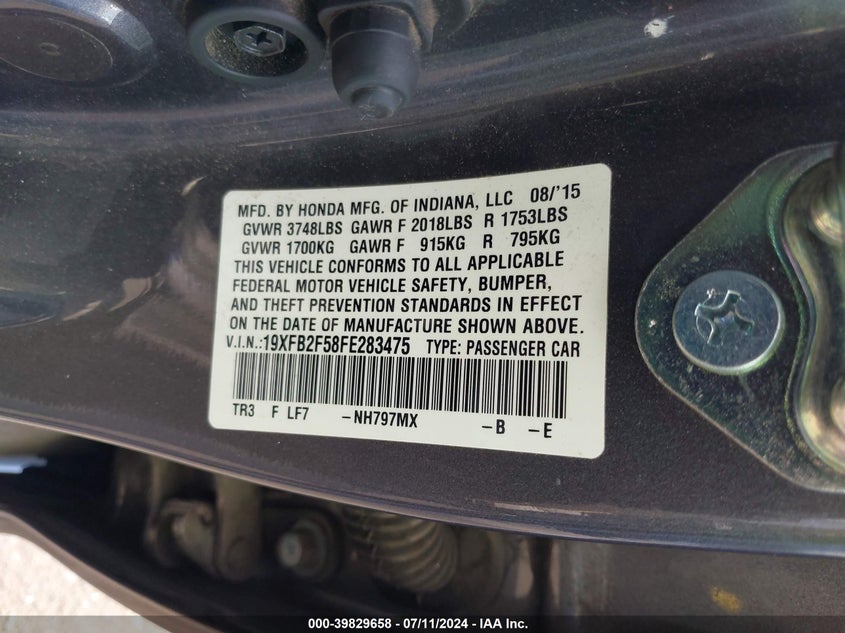 MFD. BY HONDA MFG. OF INDIANA, LLC 08/'15
GVWR 3748LBS GAWR F 2018LBS R 1753LBS
GVWR 1700KG GAWR F 915KG R 795KG
THIS VEHICLE CONFORMS TO ALL APPLICABLE
FEDERAL MOTOR VEHICLE SAFETY, BUMPER,
AND THEFT PREVENTION STANDARDS IN EFFECT
ON THE DATE OF MANUFACTURE SHOWN ABOVE.
V.I.N.:19XFB2F58FE283475 TYPE: PASSENGER CAR
TR3 F LF7 -NH797MX -B -E
000-39829658 - 07/11/2024 - IAA Inc.